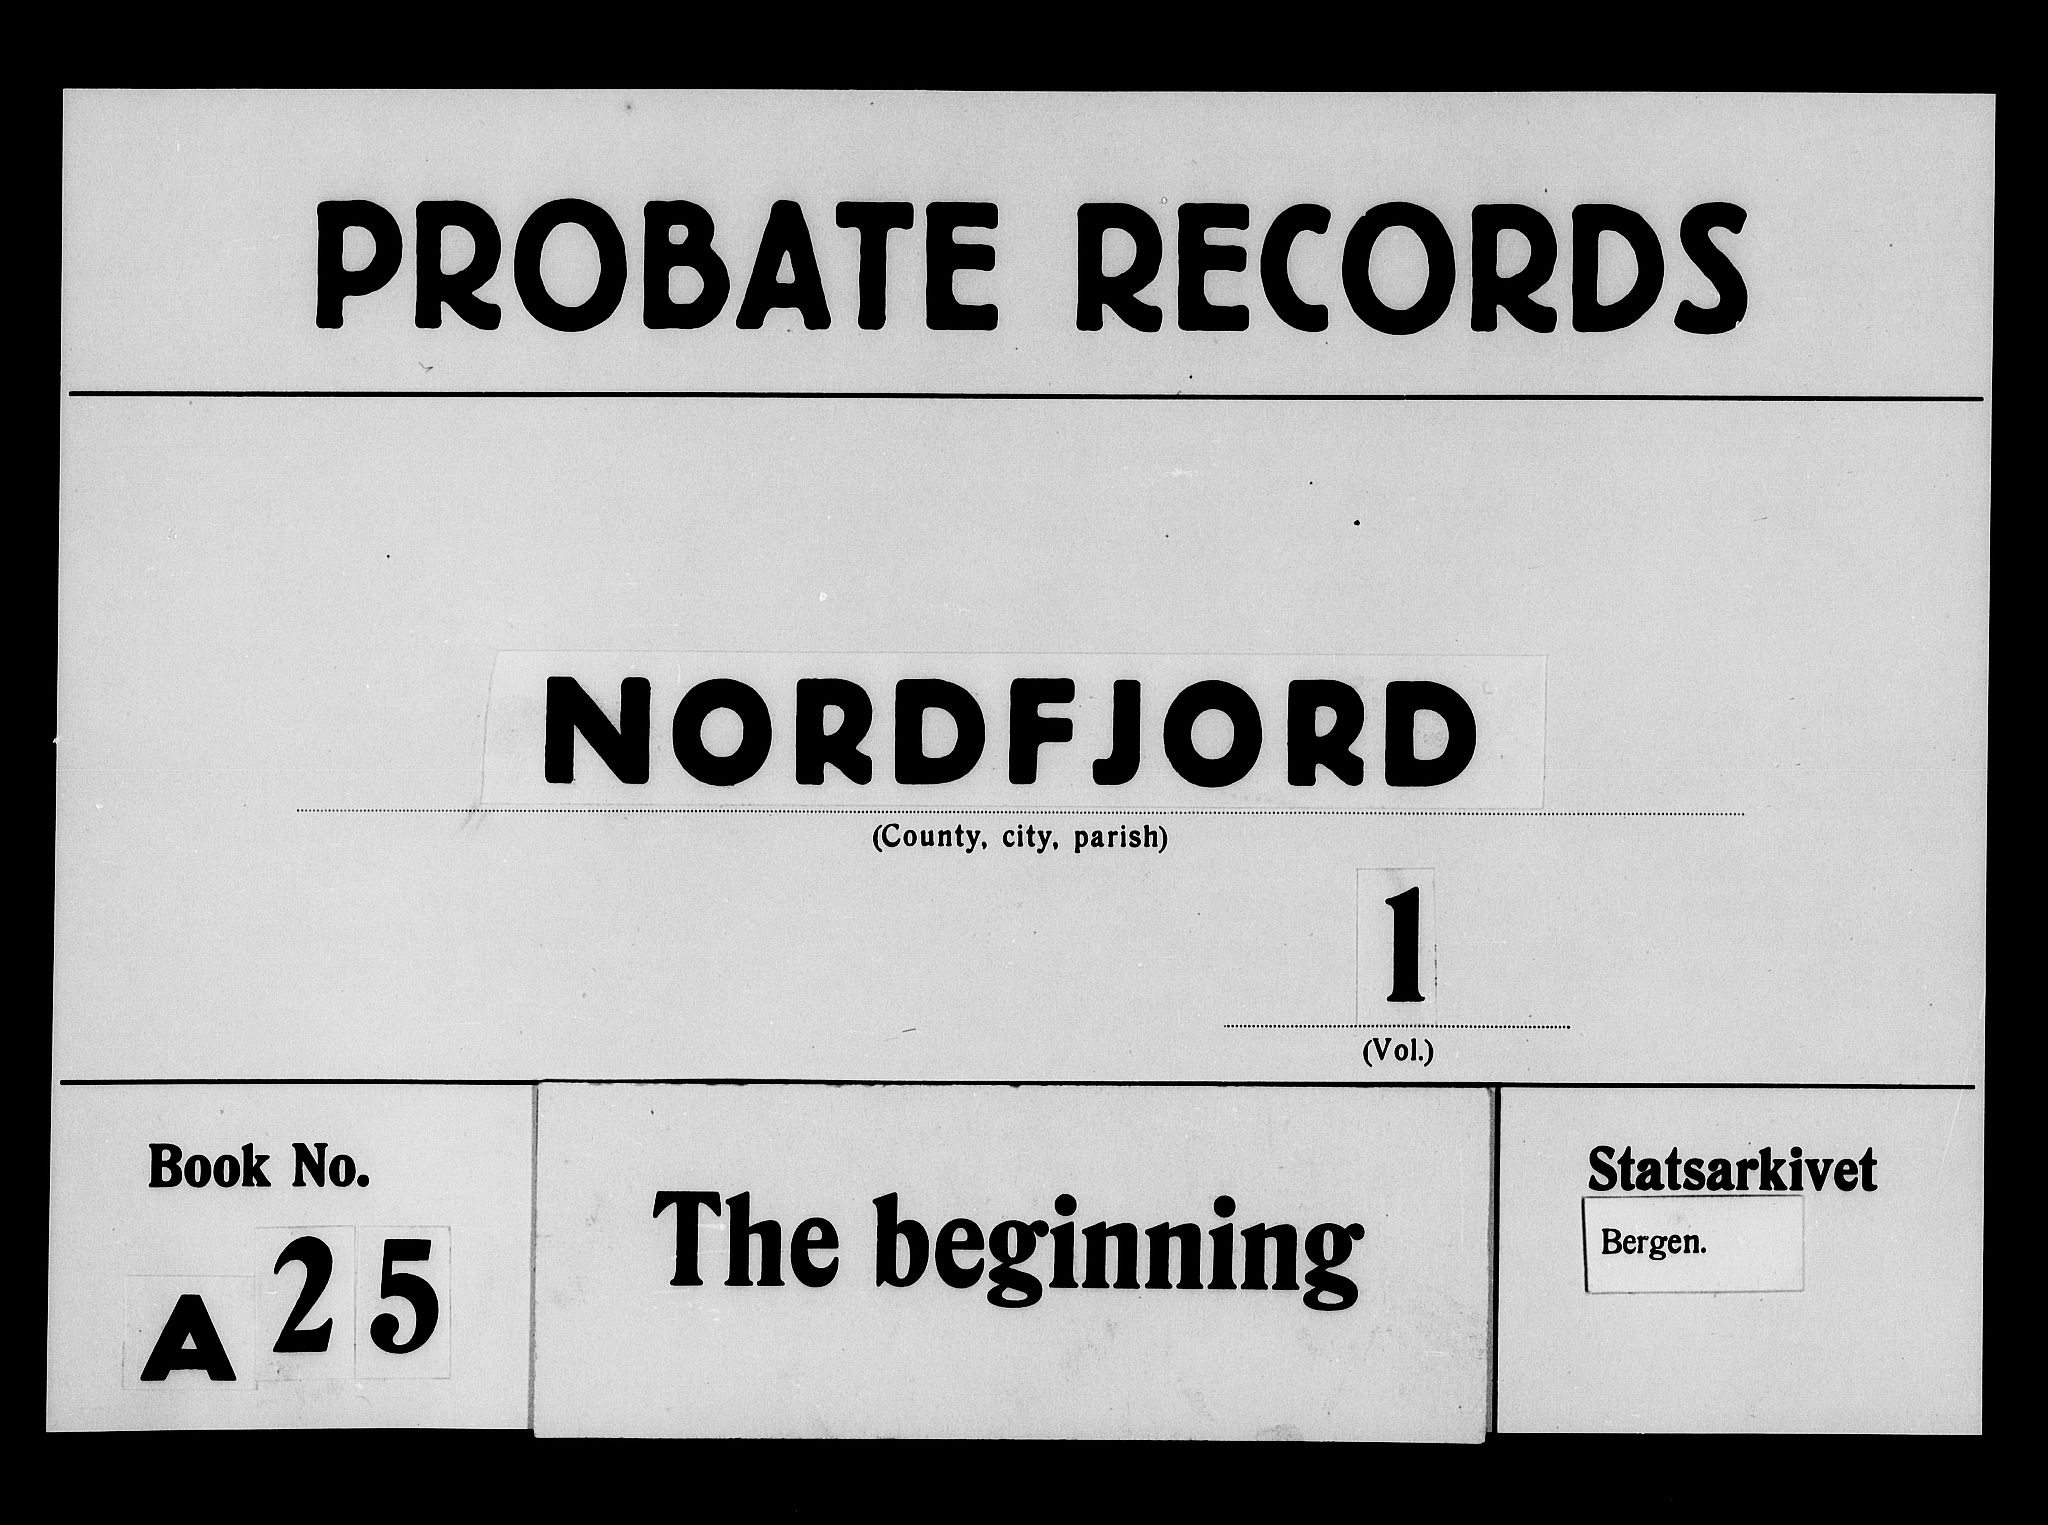 PROBATE RECORDS
NORDFJORD
(County, city, parish)
1
(Vol.)
Book No.
A 25
The beginning
Statsarkivet
Bergen.